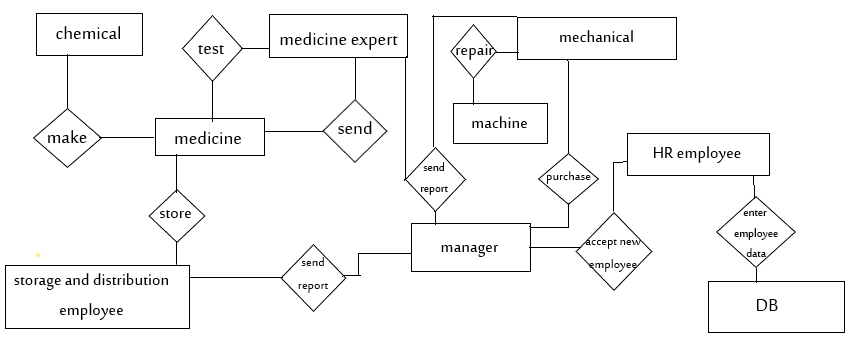 chemical
test
medicine expert
repair
mechanical
make
medicine
send
machine
HR employee
send
report
purchase
store
enter
employee
data
manager
accept new
employee
send
report
storage and distribution
employee
DB